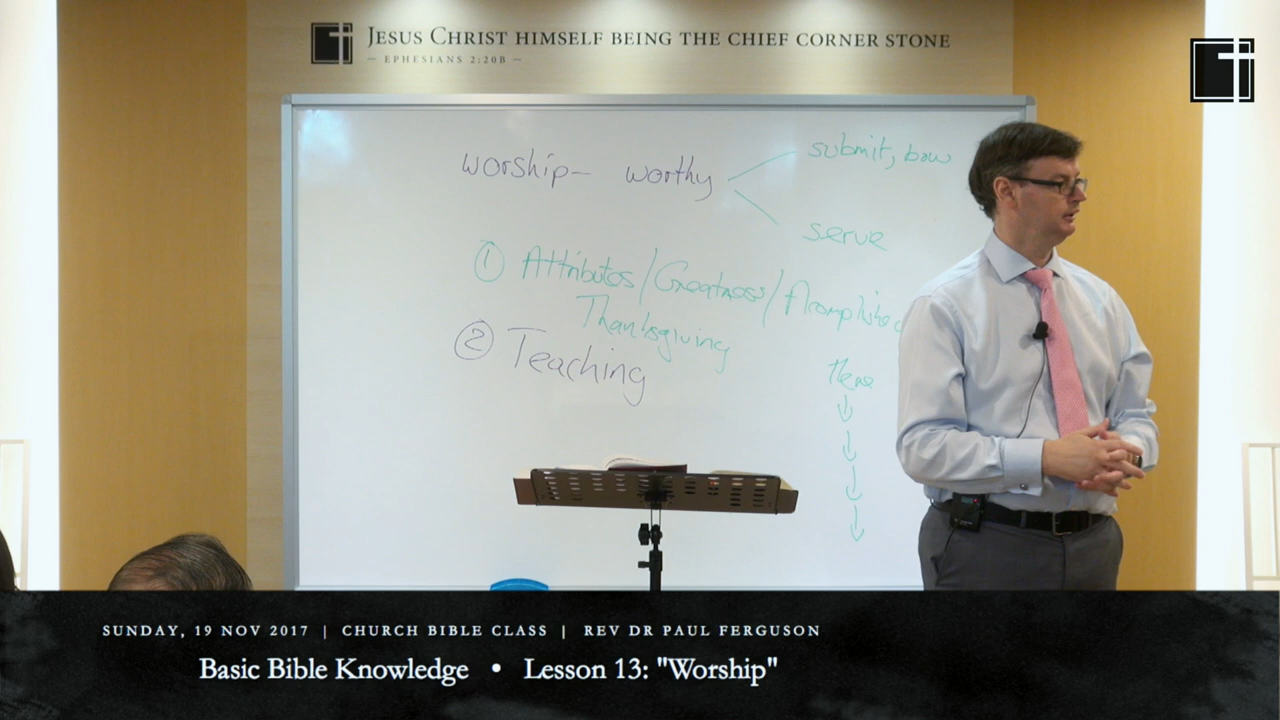 JESUS CHRIST HIMSELF BEING THE CHIEF CORNER STONE
— EPHESIANS 2:20B —
worship- worthy
submit, bow
serve
① Attributes/Greatness/
Thanksgiving
② Teaching
SUNDAY, 19 NOV 2017 | CHURCH BIBLE CLASS | REV DR PAUL FERGUSON
Basic Bible Knowledge • Lesson 13: "Worship"